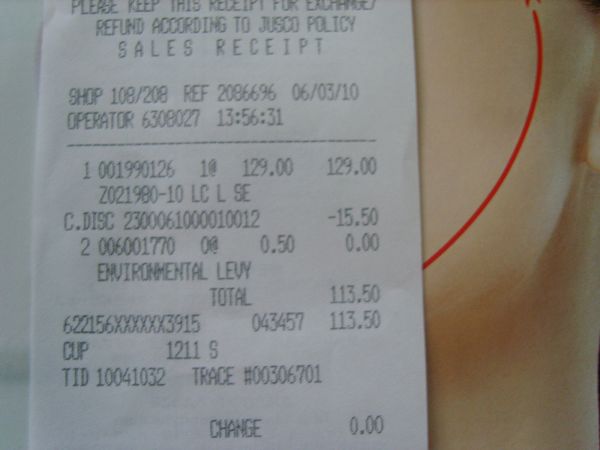 PLEASE KEEP THIS RECEIPT FOR EXCHANGE/
REFUND ACCORDING TO JUSCO POLICY
SALES RECEIPT
SHOP 108/208 REF 2086696 06/03/10
OPERATOR 6308027 13:56:31
1 001990126 1@ 129.00 129.00
Z021980-10 LC L SE
C.DISC 2300061000010012 -15.50
2 006001770 0@ 0.50 0.00
ENVIRONMENTAL LEVY
TOTAL 113.50
622156XXXXXX3915 043457 113.50
CUP 1211 S
TID 10041032 TRACE #00306701
CHANGE 0.00